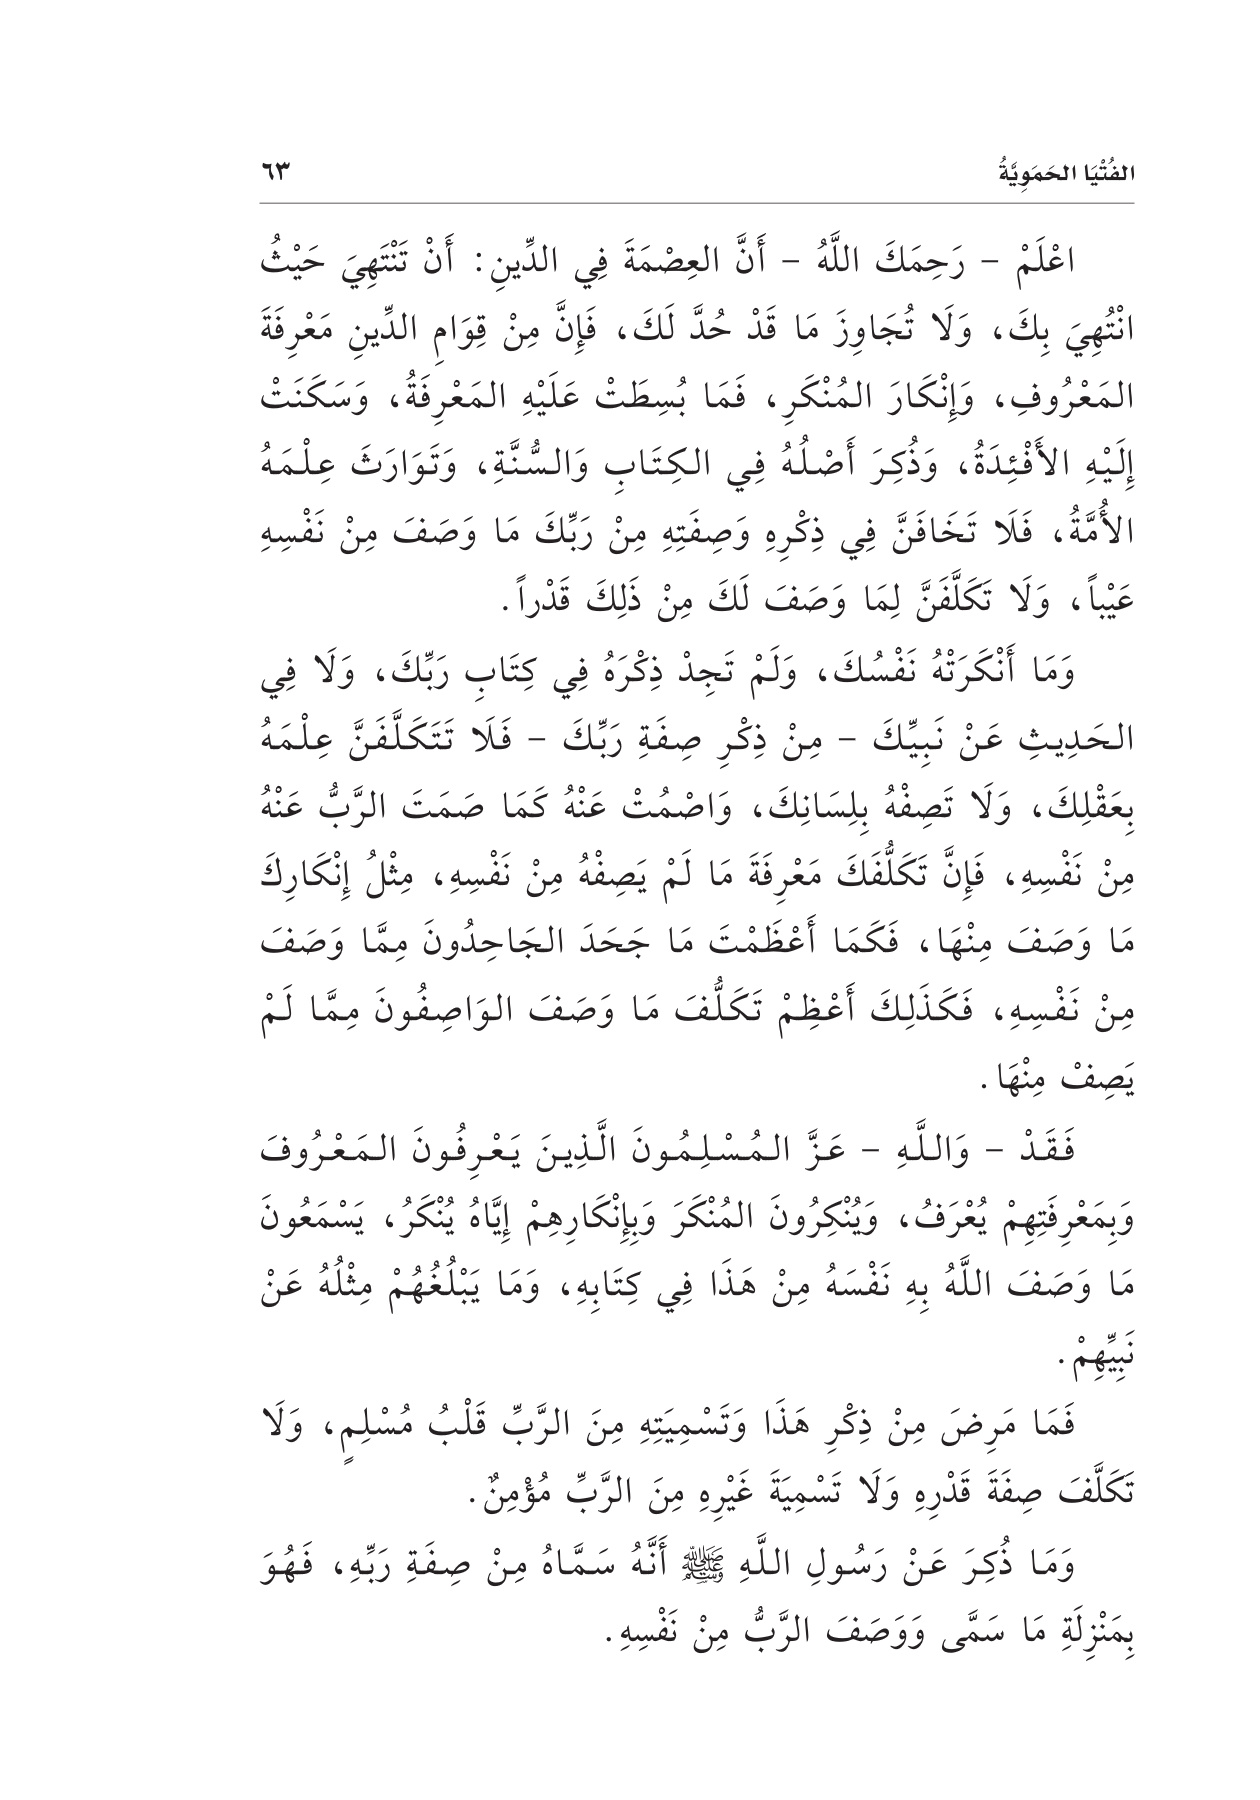 الفُتْيَا الحَمَوِيَّةُ ٦٣
اعْلَمْ – رَحِمَكَ اللَّهُ – أَنَّ العِصْمَةَ فِي الدِّينِ: أَنْ تَنْتَهِيَ حَيْثُ
انْتُهِيَ بِكَ، وَلَا تُجَاوِزَ مَا قَدْ حُدَّ لَكَ، فَإِنَّ مِنْ قِوَامِ الدِّينِ مَعْرِفَةَ
المَعْرُوفِ، وَإِنْكَارَ المُنْكَرِ، فَمَا بُسِطَتْ عَلَيْهِ المَعْرِفَةُ، وَسَكَنَتْ
إِلَيْهِ الأَفْئِدَةُ، وَذُكِرَ أَصْلُهُ فِي الكِتَابِ وَالسُّنَّةِ، وَتَوَارَثَ عِلْمَهُ
الأُمَّةُ، فَلَا تَخَافَنَّ فِي ذِكْرِهِ وَصِفَتِهِ مِنْ رَبِّكَ مَا وَصَفَ مِنْ نَفْسِهِ
عَيْباً، وَلَا تَكَلَّفَنَّ لِمَا وَصَفَ لَكَ مِنْ ذَلِكَ قَدْراً.
وَمَا أَنْكَرَتْهُ نَفْسُكَ، وَلَمْ تَجِدْ ذِكْرَهُ فِي كِتَابِ رَبِّكَ، وَلَا فِي
الحَدِيثِ عَنْ نَبِيِّكَ – مِنْ ذِكْرِ صِفَةِ رَبِّكَ – فَلَا تَتَكَلَّفَنَّ عِلْمَهُ
بِعَقْلِكَ، وَلَا تَصِفْهُ بِلِسَانِكَ، وَاصْمُتْ عَنْهُ كَمَا صَمَتَ الرَّبُّ عَنْهُ
مِنْ نَفْسِهِ، فَإِنَّ تَكَلُّفَكَ مَعْرِفَةَ مَا لَمْ يَصِفْهُ مِنْ نَفْسِهِ، مِثْلُ إِنْكَارِكَ
مَا وَصَفَ مِنْهَا، فَكَمَا أَعْظَمْتَ مَا جَحَدَ الجَاحِدُونَ مِمَّا وَصَفَ
مِنْ نَفْسِهِ، فَكَذَلِكَ أَعْظِمْ تَكَلُّفَ مَا وَصَفَ الوَاصِفُونَ مِمَّا لَمْ
يَصِفْ مِنْهَا.
فَقَدْ – وَاللَّهِ – عَزَّ المُسْلِمُونَ الَّذِينَ يَعْرِفُونَ المَعْرُوفَ
وَبِمَعْرِفَتِهِمْ يُعْرَفُ، وَيُنْكِرُونَ المُنْكَرَ وَبِإِنْكَارِهِمْ إِيَّاهُ يُنْكَرُ، يَسْمَعُونَ
مَا وَصَفَ اللَّهُ بِهِ نَفْسَهُ مِنْ هَذَا فِي كِتَابِهِ، وَمَا يَبْلُغُهُمْ مِثْلُهُ عَنْ
نَبِيِّهِمْ.
فَمَا مَرِضَ مِنْ ذِكْرِ هَذَا وَتَسْمِيَتِهِ مِنَ الرَّبِّ قَلْبُ مُسْلِمٍ، وَلَا
تَكَلَّفَ صِفَةَ قَدْرِهِ وَلَا تَسْمِيَةَ غَيْرِهِ مِنَ الرَّبِّ مُؤْمِنٌ.
وَمَا ذُكِرَ عَنْ رَسُولِ اللَّهِ ﷺ أَنَّهُ سَمَّاهُ مِنْ صِفَةِ رَبِّهِ، فَهُوَ
بِمَنْزِلَةِ مَا سَمَّى وَوَصَفَ الرَّبُّ مِنْ نَفْسِهِ.